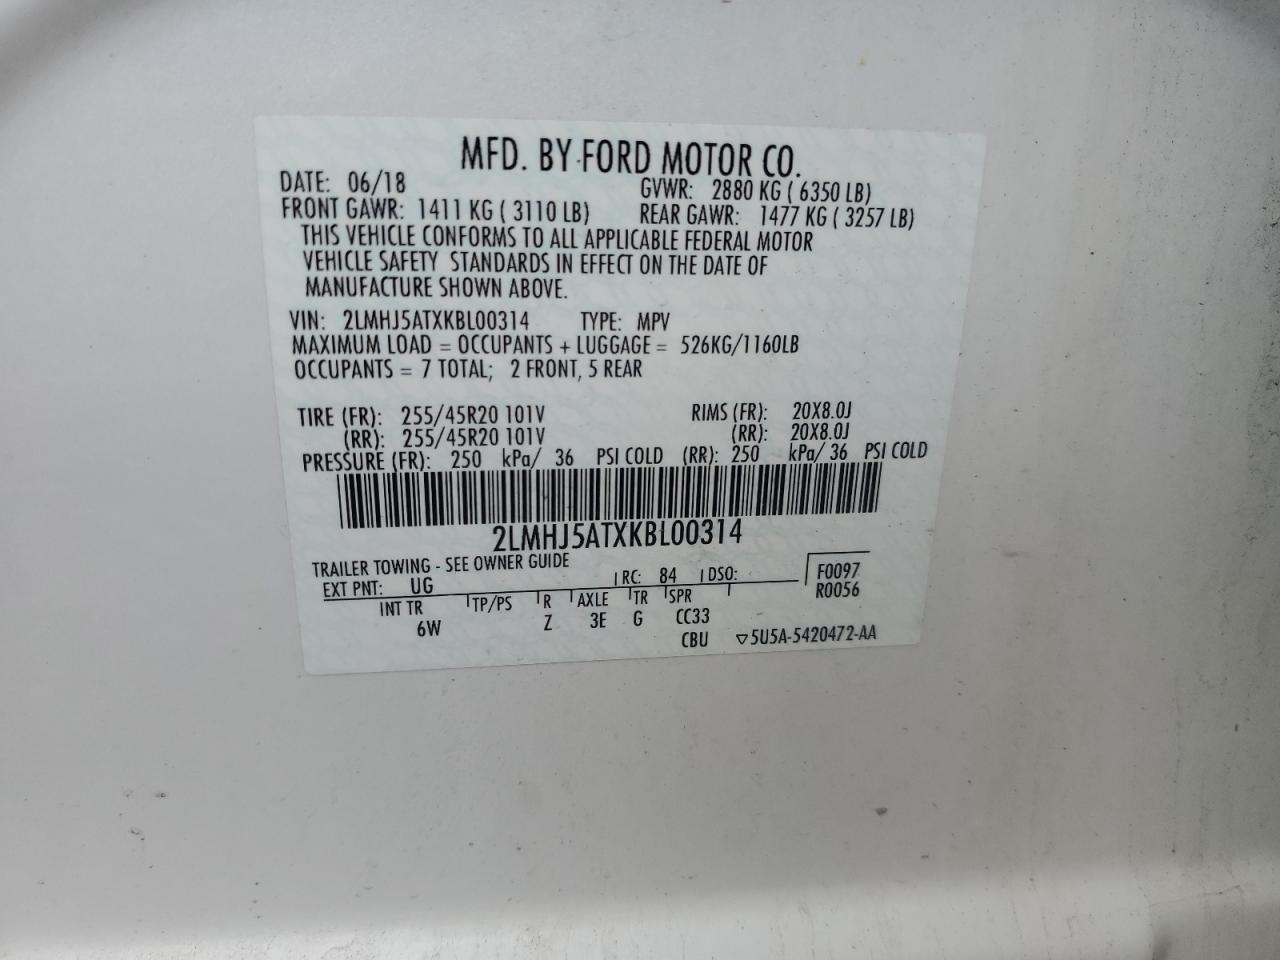 MFD. BY FORD MOTOR CO.
DATE: 06/18 GVWR: 2880 KG ( 6350 LB)
FRONT GAWR: 1411 KG ( 3110 LB) REAR GAWR: 1477 KG ( 3257 LB)
THIS VEHICLE CONFORMS TO ALL APPLICABLE FEDERAL MOTOR
VEHICLE SAFETY STANDARDS IN EFFECT ON THE DATE OF
MANUFACTURE SHOWN ABOVE.
VIN: 2LMHJ5ATXKBL00314 TYPE: MPV
MAXIMUM LOAD = OCCUPANTS + LUGGAGE = 526KG/1160LB
OCCUPANTS = 7 TOTAL; 2 FRONT, 5 REAR
TIRE (FR): 255/45R20 101V RIMS (FR): 20X8.0J
(RR): 255/45R20 101V (RR): 20X8.0J
PRESSURE (FR): 250 kPa/ 36 PSI COLD (RR): 250 kPa/ 36 PSI COLD
2LMHJ5ATXKBL00314
TRAILER TOWING - SEE OWNER GUIDE
EXT PNT: UG RC: 84 DSO: F0097
R0056
INT TR TP/PS R AXLE TR SPR
6W Z 3E G CC33
CBU ▽5U5A-5420472-AA